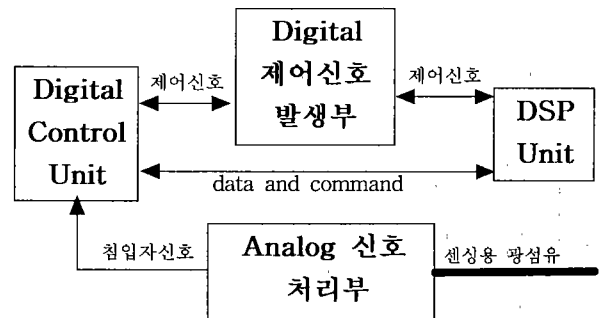 Digital
제어신호
발생부
제어신호
제어신호
Digital
Control
Unit
DSP
Unit
data and command
침입자신호
Analog 신호
처리부
센싱용 광섬유